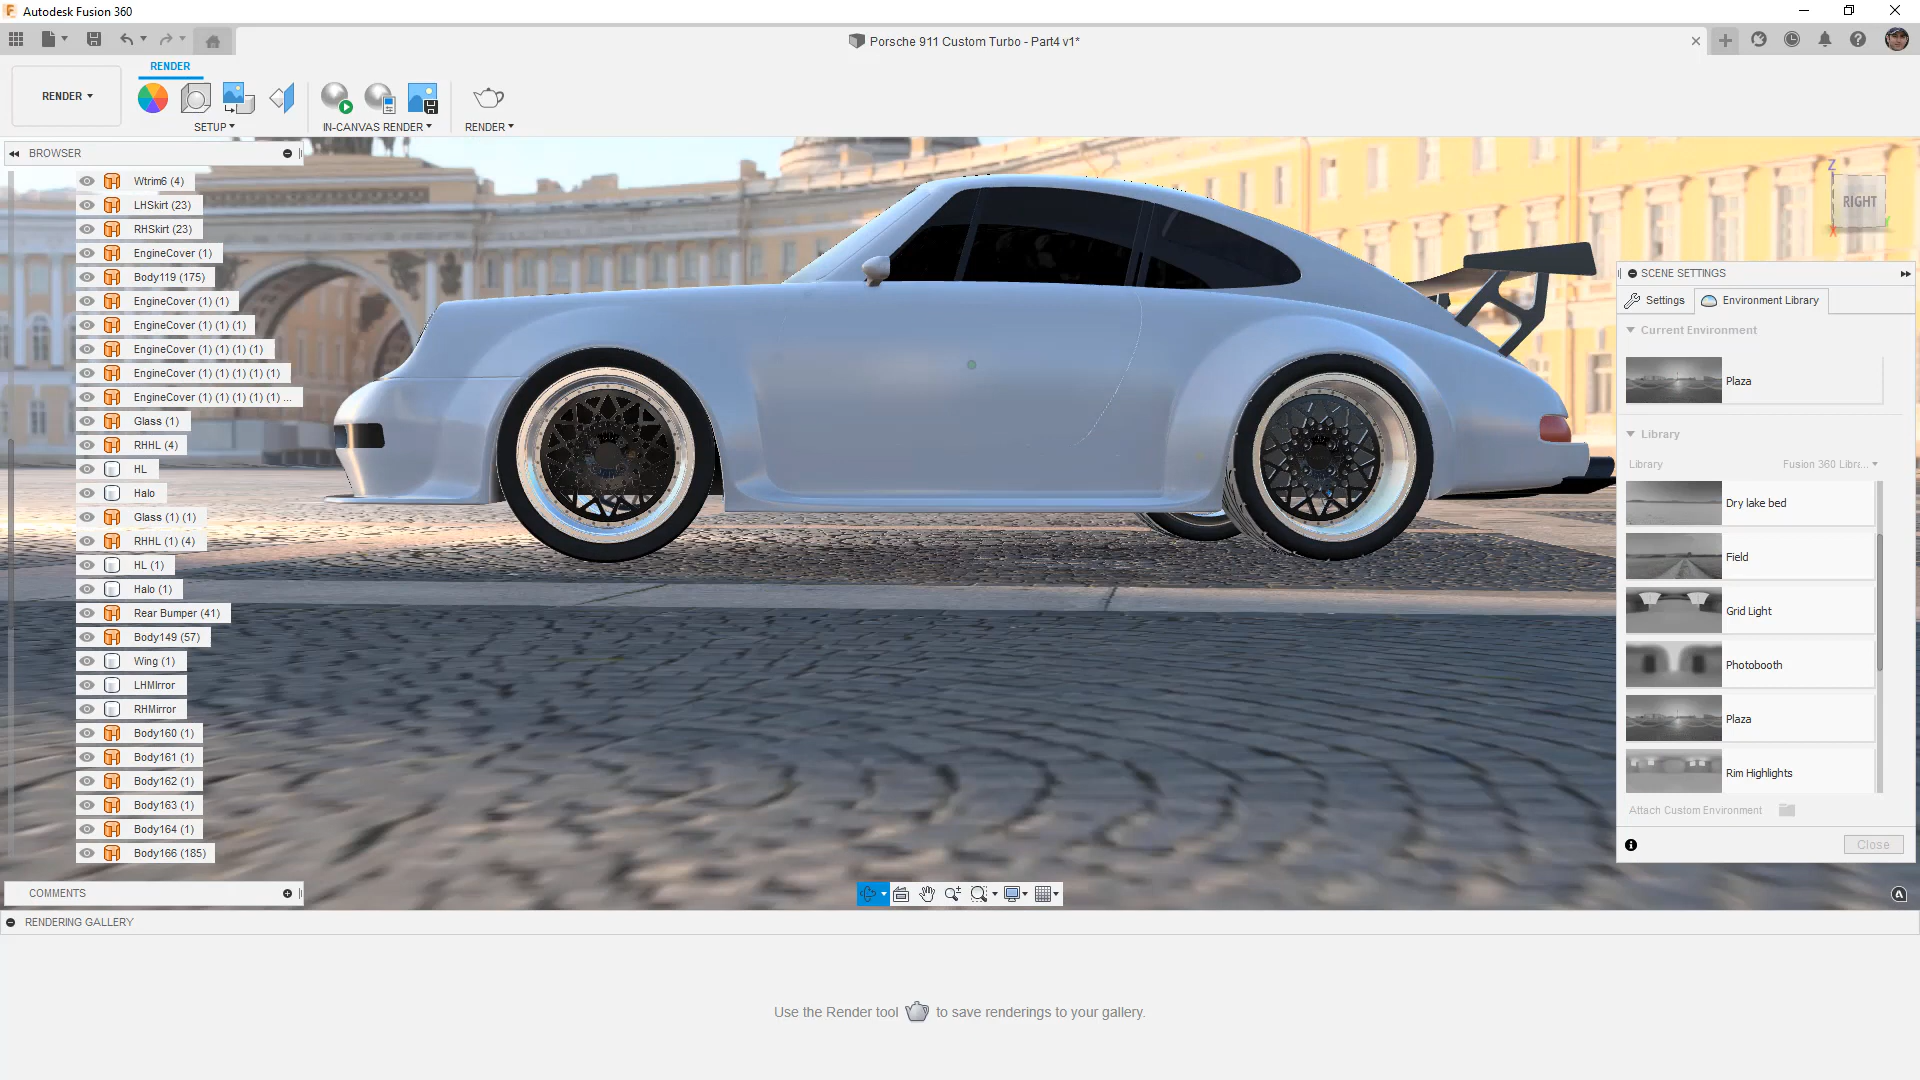 Autodesk Fusion 360
Porsche 911 Custom Turbo - Part4 v1*
RENDER
RENDER
SETUP
IN-CANVAS RENDER
RENDER
BROWSER
Wtrim6 (4)
LHSkirt (23)
RHSkirt (23)
EngineCover (1)
Body119 (175)
EngineCover (1) (1)
EngineCover (1) (1) (1)
EngineCover (1) (1) (1) (1)
EngineCover (1) (1) (1) (1) (1)
EngineCover (1) (1) (1) (1) (1) ...
Glass (1)
RHHL (4)
HL
Halo
Glass (1) (1)
RHHL (1) (4)
HL (1)
Halo (1)
Rear Bumper (41)
Body149 (57)
Wing (1)
LHMIrror
RHMirror
Body160 (1)
Body161 (1)
Body162 (1)
Body163 (1)
Body164 (1)
Body166 (185)
COMMENTS
Z
RIGHT
Y
X
SCENE SETTINGS
Settings
Environment Library
Current Environment
Plaza
Library
Library
Fusion 360 Libra...
Dry lake bed
Field
Grid Light
Photobooth
Plaza
Rim Highlights
Attach Custom Environment
Close
RENDERING GALLERY
Use the Render tool to save renderings to your gallery.